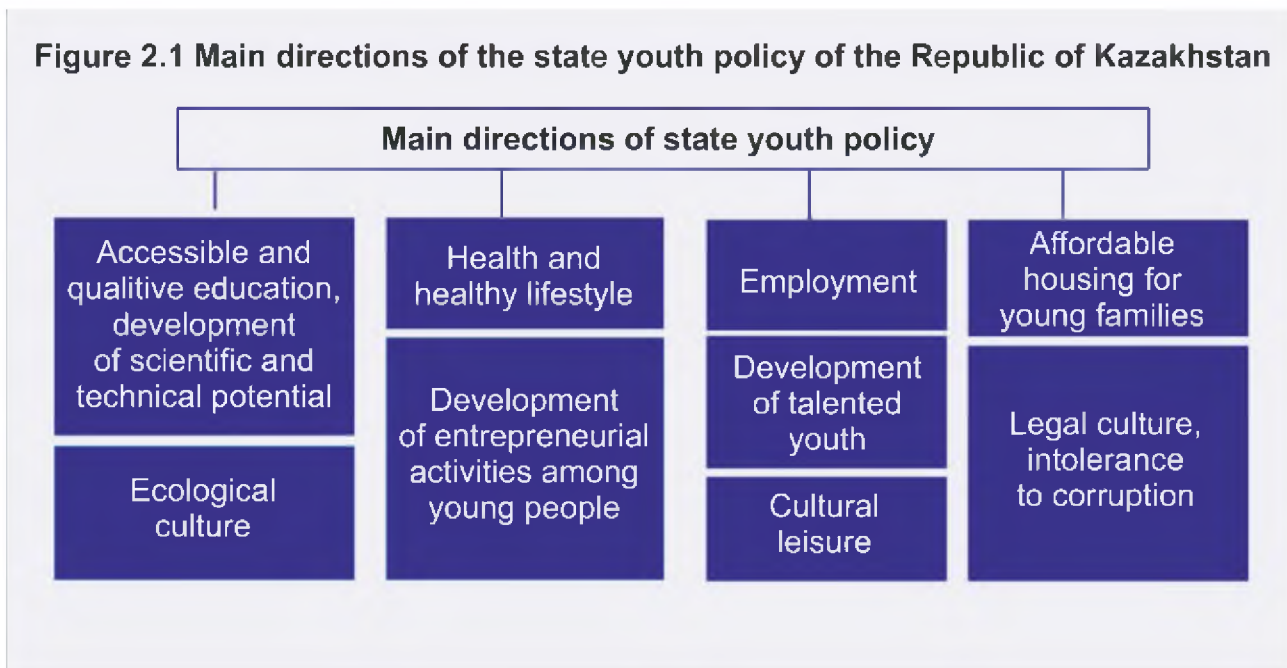 Figure 2.1 Main directions of the state youth policy of the Republic of Kazakhstan
Main directions of state youth policy
Accessible and
qualitative education,
development
of scientific and
technical potential
Ecological
culture
Health and
healthy lifestyle
Development
of entrepreneurial
activities among
young people
Employment
Development
of talented
youth
Cultural
leisure
Affordable
housing for
young families
Legal culture,
intolerance
to corruption